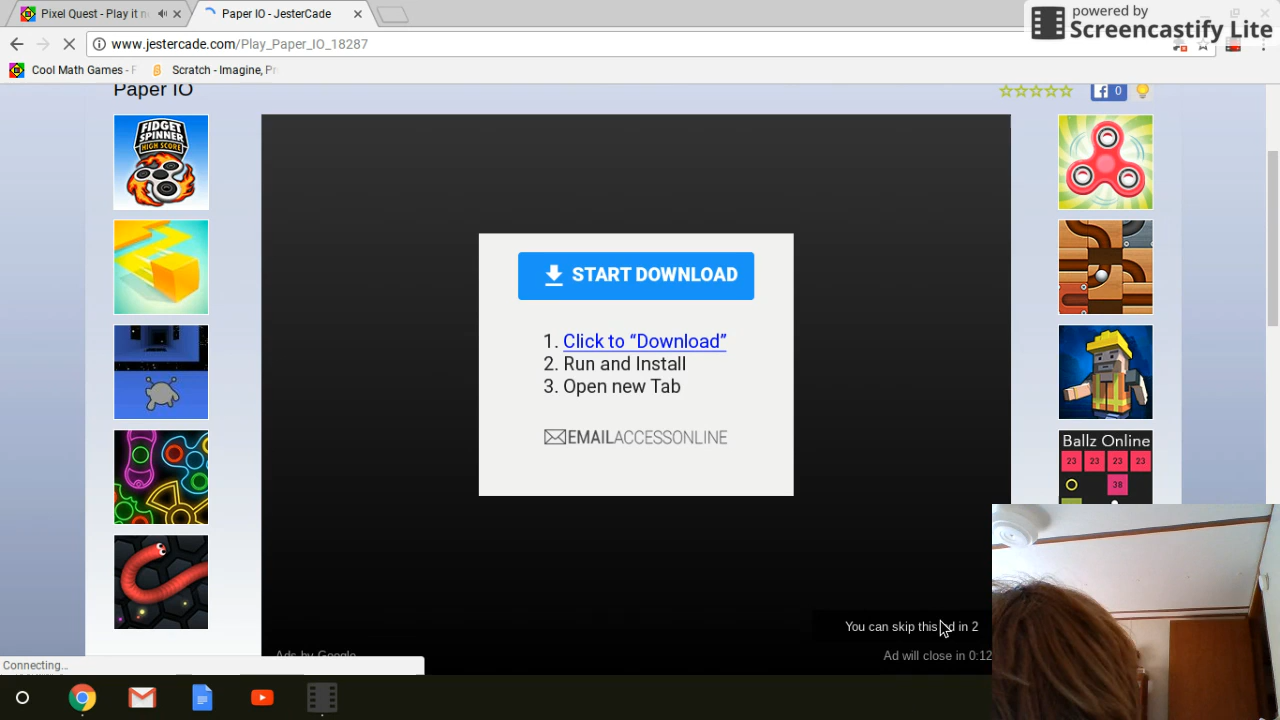 Pixel Quest - Play it n
Paper IO - JesterCade
powered by
Screencastify Lite
www.jestercade.com/Play_Paper_IO_18287
Cool Math Games - F
Scratch - Imagine, Pr
Paper IO
0
FIDGET
SPINNER
HIGH SCORE
START DOWNLOAD
1. Click to “Download”
2. Run and Install
3. Open new Tab
EMAILACCESSONLINE
Ballz Online
23 23 23 23
38
You can skip this ad in 2
Ads by Google
Ad will close in 0:12
Connecting...